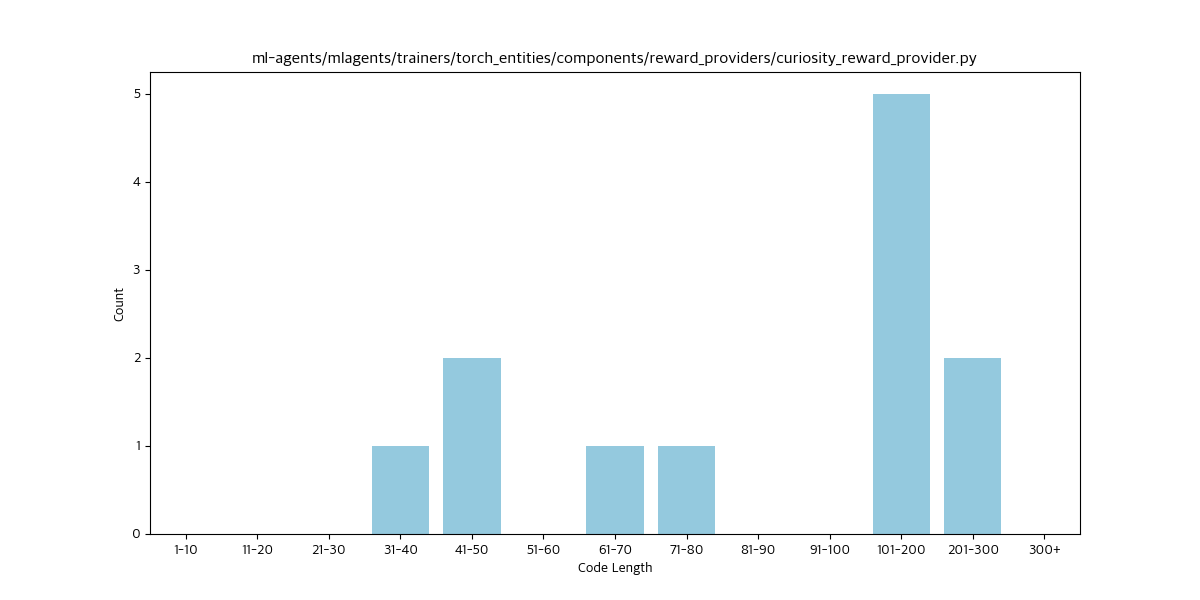 ml-agents/mlagents/trainers/torch_entities/components/reward_providers/curiosity_reward_provider.py
5
4
3
2
1
0
Count
1-10 11-20 21-30 31-40 41-50 51-60 61-70 71-80 81-90 91-100 101-200 201-300 300+
Code Length